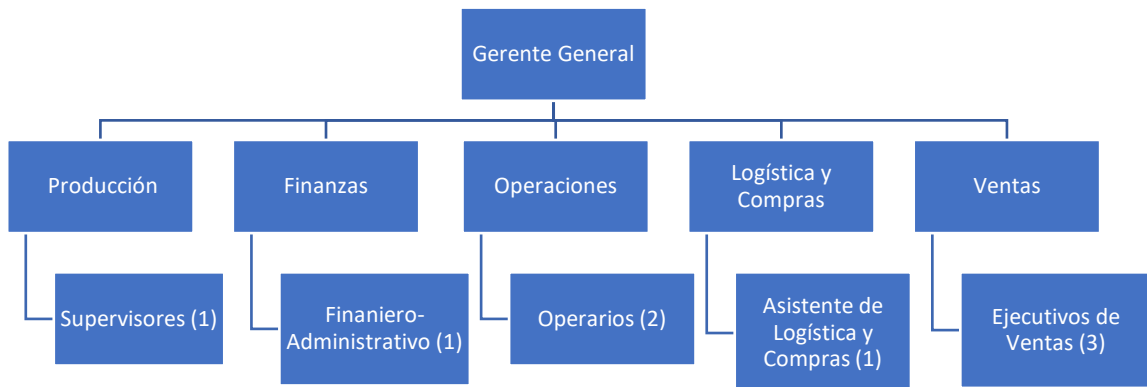 Gerente General
Producción
Finanzas
Operaciones
Logística y
Compras
Ventas
Supervisores (1)
Finaniero-
Administrativo (1)
Operarios (2)
Asistente de
Logística y
Compras (1)
Ejecutivos de
Ventas (3)